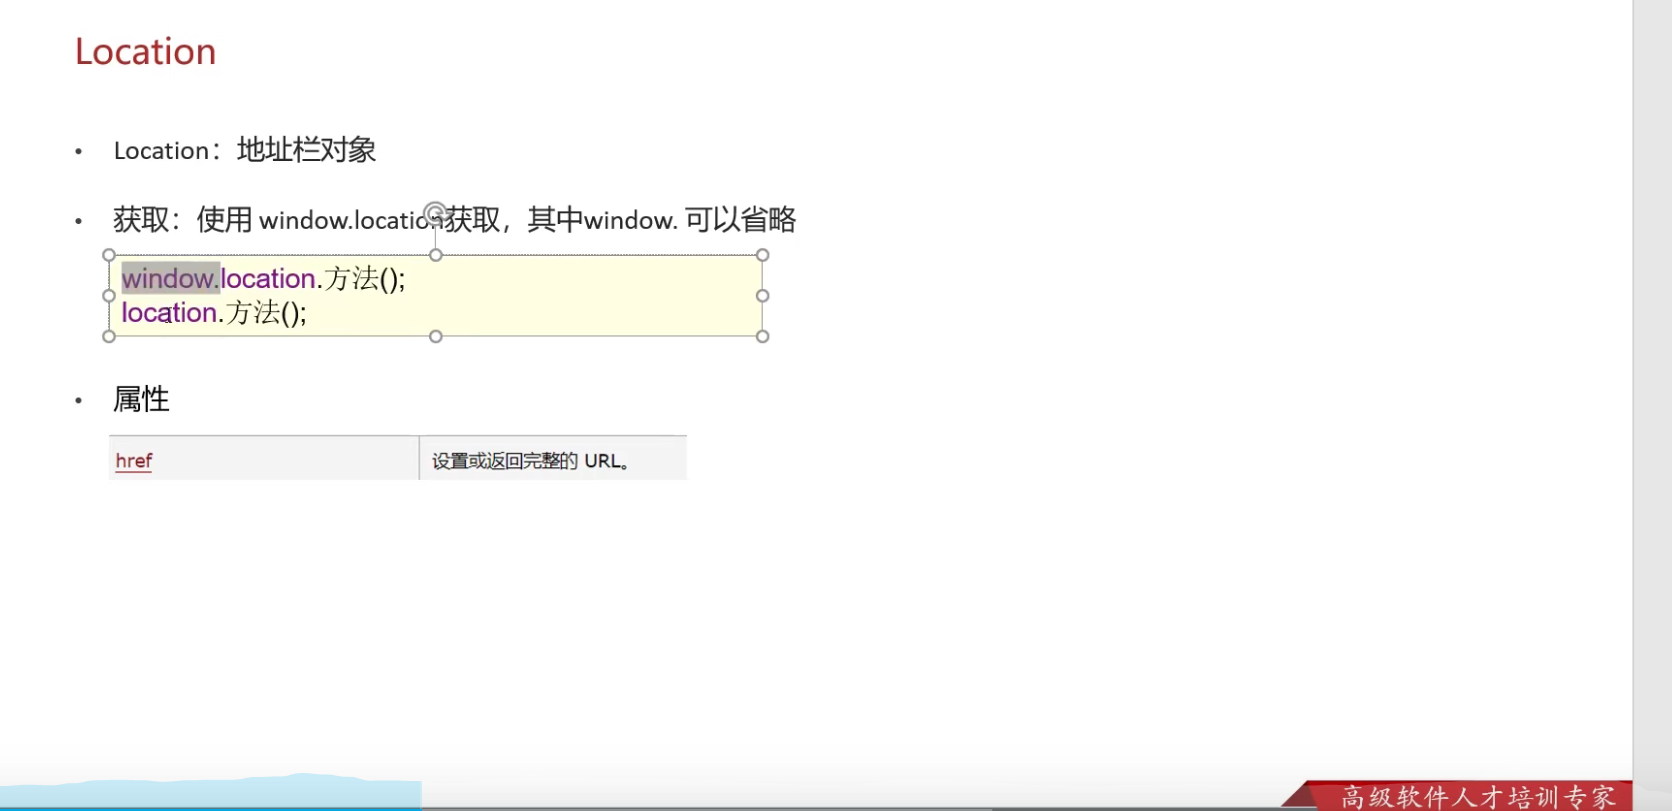 Location
• Location：地址栏对象
• 获取：使用 window.location获取，其中window. 可以省略
window.location.方法();
location.方法();
• 属性
href 设置或返回完整的 URL。
高级软件人才培训专家